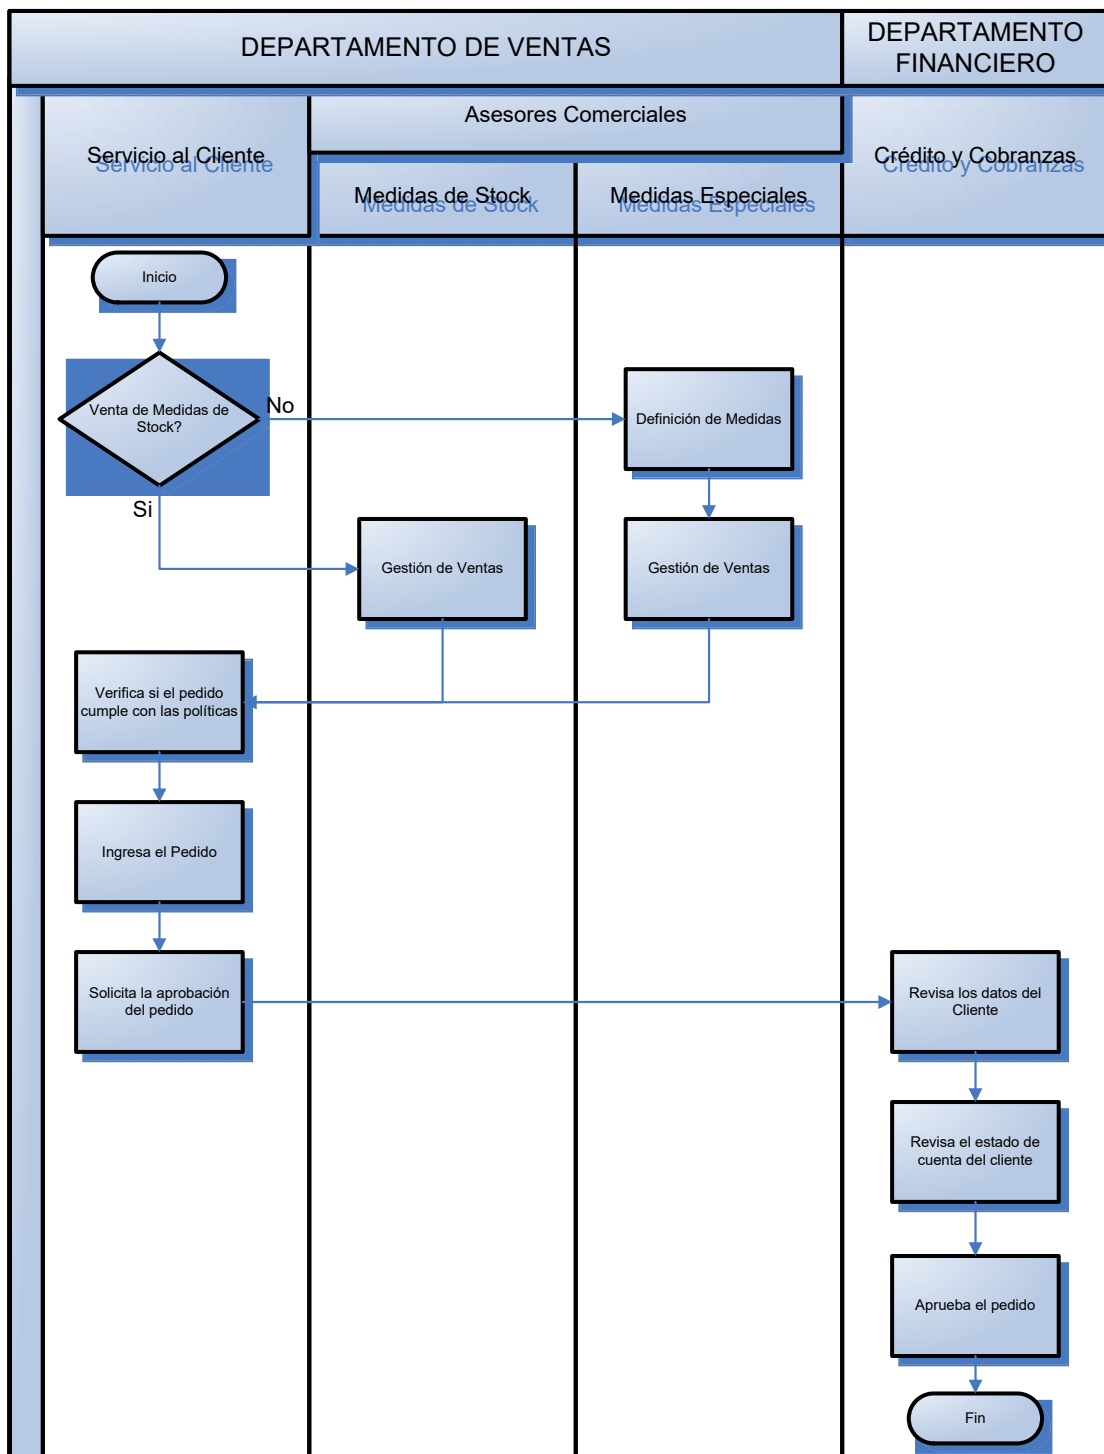 DEPARTAMENTO DE VENTAS
DEPARTAMENTO
FINANCIERO
Servicio al Cliente
Asesores Comerciales
Medidas de Stock
Medidas Especiales
Crédito y Cobranzas
Inicio
Venta de Medidas de
Stock?
No
Si
Definición de Medidas
Gestión de Ventas
Gestión de Ventas
Verifica si el pedido
cumple con las políticas
Ingresa el Pedido
Solicita la aprobación
del pedido
Revisa los datos del
Cliente
Revisa el estado de
cuenta del cliente
Aprueba el pedido
Fin